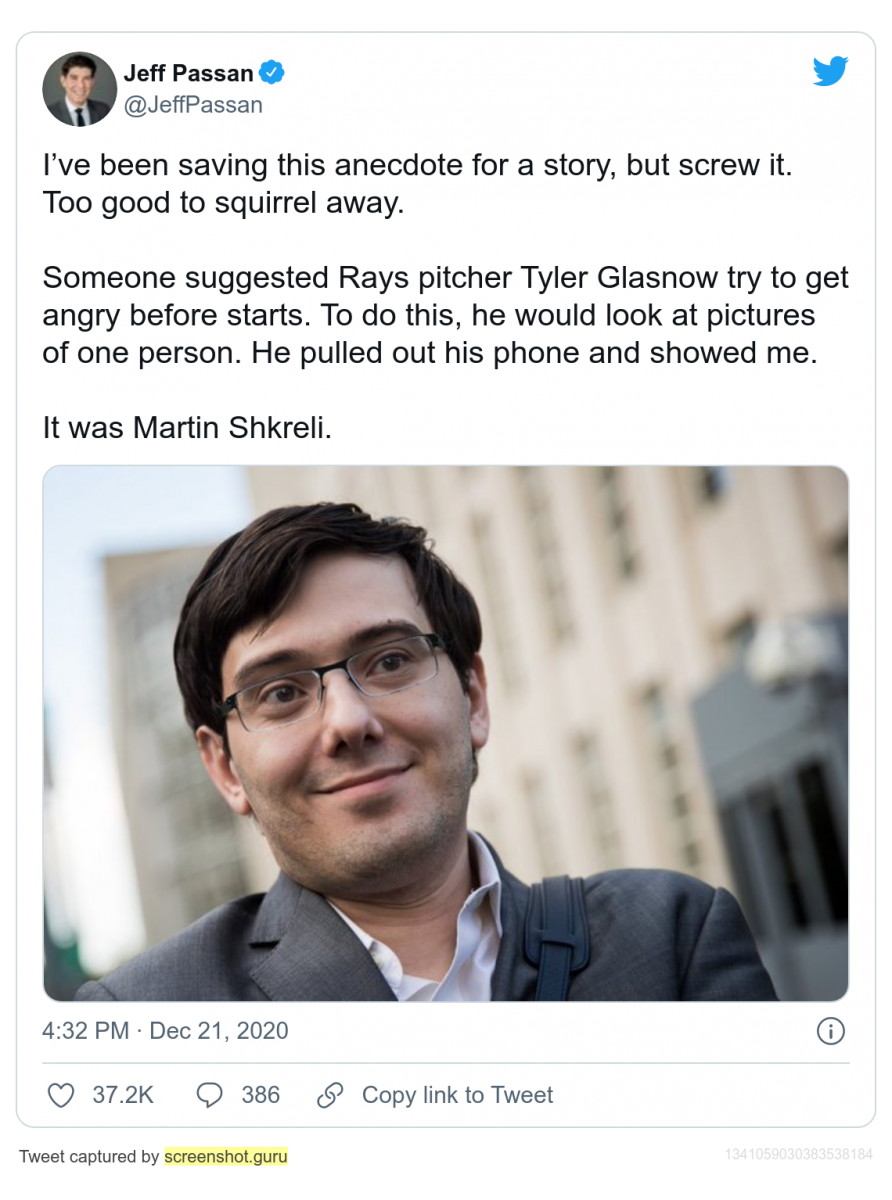 Jeff Passan
@JeffPassan
I’ve been saving this anecdote for a story, but screw it.
Too good to squirrel away.
Someone suggested Rays pitcher Tyler Glasnow try to get
angry before starts. To do this, he would look at pictures
of one person. He pulled out his phone and showed me.
It was Martin Shkreli.
4:32 PM · Dec 21, 2020
37.2K 386 Copy link to Tweet
Tweet captured by screenshot.guru
1341059030383538184